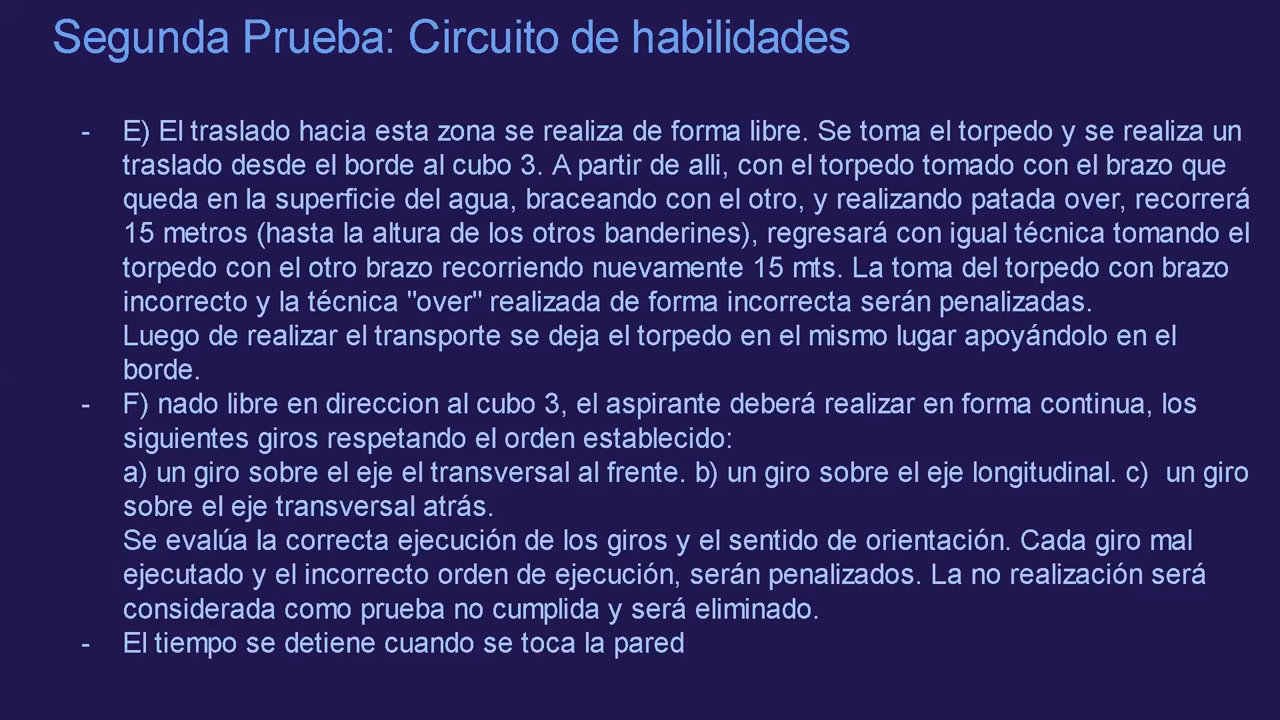 Segunda Prueba: Circuito de habilidades
- E) El traslado hacia esta zona se realiza de forma libre. Se toma el torpedo y se realiza un
traslado desde el borde al cubo 3. A partir de alli, con el torpedo tomado con el brazo que
queda en la superficie del agua, braceando con el otro, y realizando patada over, recorrerá
15 metros (hasta la altura de los otros banderines), regresará con igual técnica tomando el
torpedo con el otro brazo recorriendo nuevamente 15 mts. La toma del torpedo con brazo
incorrecto y la técnica "over" realizada de forma incorrecta serán penalizadas.
Luego de realizar el transporte se deja el torpedo en el mismo lugar apoyándolo en el
borde.
- F) nado libre en direccion al cubo 3, el aspirante deberá realizar en forma continua, los
siguientes giros respetando el orden establecido:
a) un giro sobre el eje el transversal al frente. b) un giro sobre el eje longitudinal. c)  un giro
sobre el eje transversal atrás.
Se evalúa la correcta ejecución de los giros y el sentido de orientación. Cada giro mal
ejecutado y el incorrecto orden de ejecución, serán penalizados. La no realización será
considerada como prueba no cumplida y será eliminado.
- El tiempo se detiene cuando se toca la pared